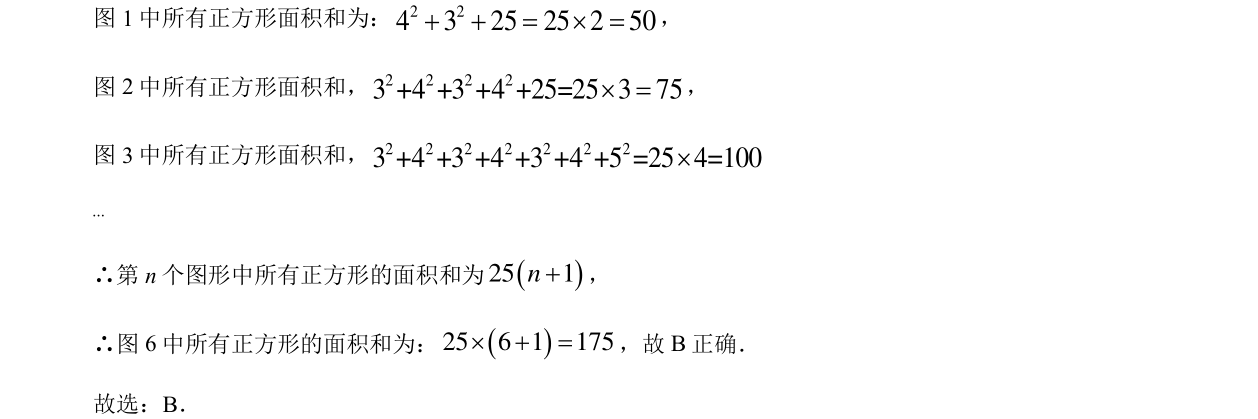 图 1 中所有正方形面积和为：4²+3²+25=25×2=50，
图 2 中所有正方形面积和，3²+4²+3²+4²+25=25×3=75，
图 3 中所有正方形面积和，3²+4²+3²+4²+3²+4²+5²=25×4=100
...
∴第 n 个图形中所有正方形的面积和为 25(n+1)，
∴图 6 中所有正方形的面积和为：25×(6+1)=175，故 B 正确．
故选：B．